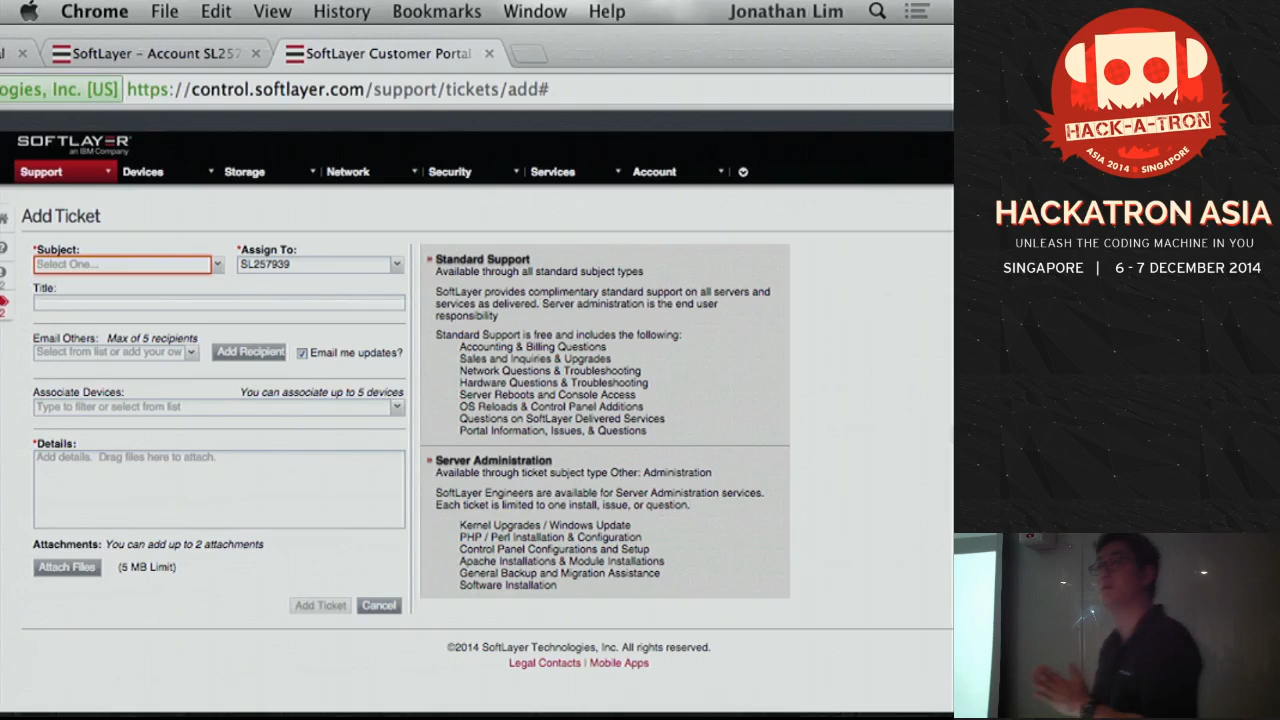 Chrome File Edit View History Bookmarks Window Help Jonathan Lim
SoftLayer – Account SL257 ×
SoftLayer Customer Portal ×
ogies, Inc. [US] https://control.softlayer.com/support/tickets/add#
SOFTLAYER
an IBM Company
Support Devices Storage Network Security Services Account
Add Ticket
*Subject: *Assign To:
Select One... SL257939
Title:
Email Others: Max of 5 recipients
Select from list or add your ow Add Recipient Email me updates?
Associate Devices: You can associate up to 5 devices
Type to filter or select from list
*Details:
Add details. Drag files here to attach.
Attachments: You can add up to 2 attachments
Attach Files (5 MB Limit)
Add Ticket Cancel
Standard Support
Available through all standard subject types
SoftLayer provides complimentary standard support on all servers and
services as delivered. Server administration is the end user
responsibility
Standard Support is free and includes the following:
Accounting & Billing Questions
Sales and Inquiries & Upgrades
Network Questions & Troubleshooting
Hardware Questions & Troubleshooting
Server Reboots and Console Access
OS Reloads & Control Panel Additions
Questions on SoftLayer Delivered Services
Portal Information, Issues, & Questions
Server Administration
Available through ticket subject type Other: Administration
SoftLayer Engineers are available for Server Administration services.
Each ticket is limited to one install, issue, or question.
Kernel Upgrades / Windows Update
PHP / Perl Installation & Configuration
Control Panel Configurations and Setup
Apache Installations & Module Installations
General Backup and Migration Assistance
Software Installation
©2014 SoftLayer Technologies, Inc. All rights reserved.
Legal Contacts | Mobile Apps
HACK-A-TRON
ASIA 2014 SINGAPORE
HACKATRON ASIA
UNLEASH THE CODING MACHINE IN YOU
SINGAPORE | 6 - 7 DECEMBER 2014